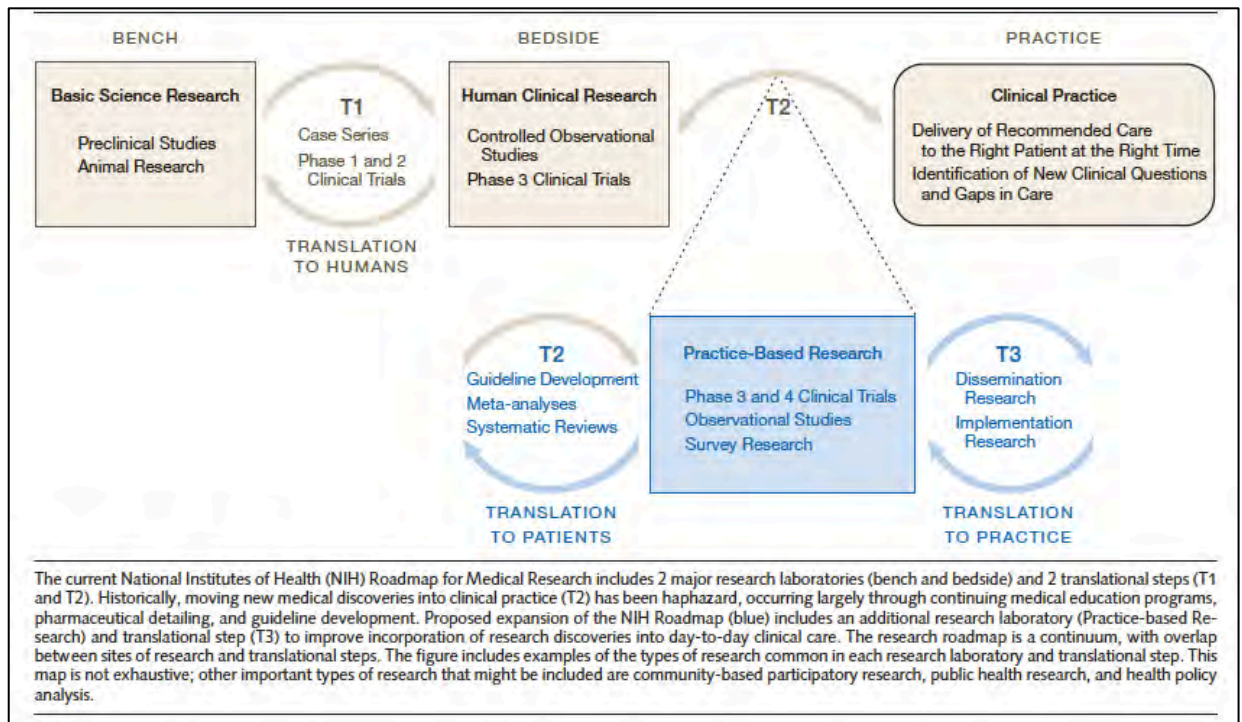 BENCH
BEDSIDE
PRACTICE
Basic Science Research
Preclinical Studies
Animal Research
T1
Case Series
Phase 1 and 2
Clinical Trials
TRANSLATION
TO HUMANS
Human Clinical Research
Controlled Observational
Studies
Phase 3 Clinical Trials
T2
Clinical Practice
Delivery of Recommended Care
to the Right Patient at the Right Time
Identification of New Clinical Questions
and Gaps in Care
T2
Guideline Development
Meta-analyses
Systematic Reviews
TRANSLATION
TO PATIENTS
Practice-Based Research
Phase 3 and 4 Clinical Trials
Observational Studies
Survey Research
T3
Dissemination
Research
Implementation
Research
TRANSLATION
TO PRACTICE
The current National Institutes of Health (NIH) Roadmap for Medical Research includes 2 major research laboratories (bench and bedside) and 2 translational steps (T1
and T2). Historically, moving new medical discoveries into clinical practice (T2) has been haphazard, occurring largely through continuing medical education programs,
pharmaceutical detailing, and guideline development. Proposed expansion of the NIH Roadmap (blue) includes an additional research laboratory (Practice-based Re-
search) and translational step (T3) to improve incorporation of research discoveries into day-to-day clinical care. The research roadmap is a continuum, with overlap
between sites of research and translational steps. The figure includes examples of the types of research common in each research laboratory and translational step. This
map is not exhaustive; other important types of research that might be included are community-based participatory research, public health research, and health policy
analysis.